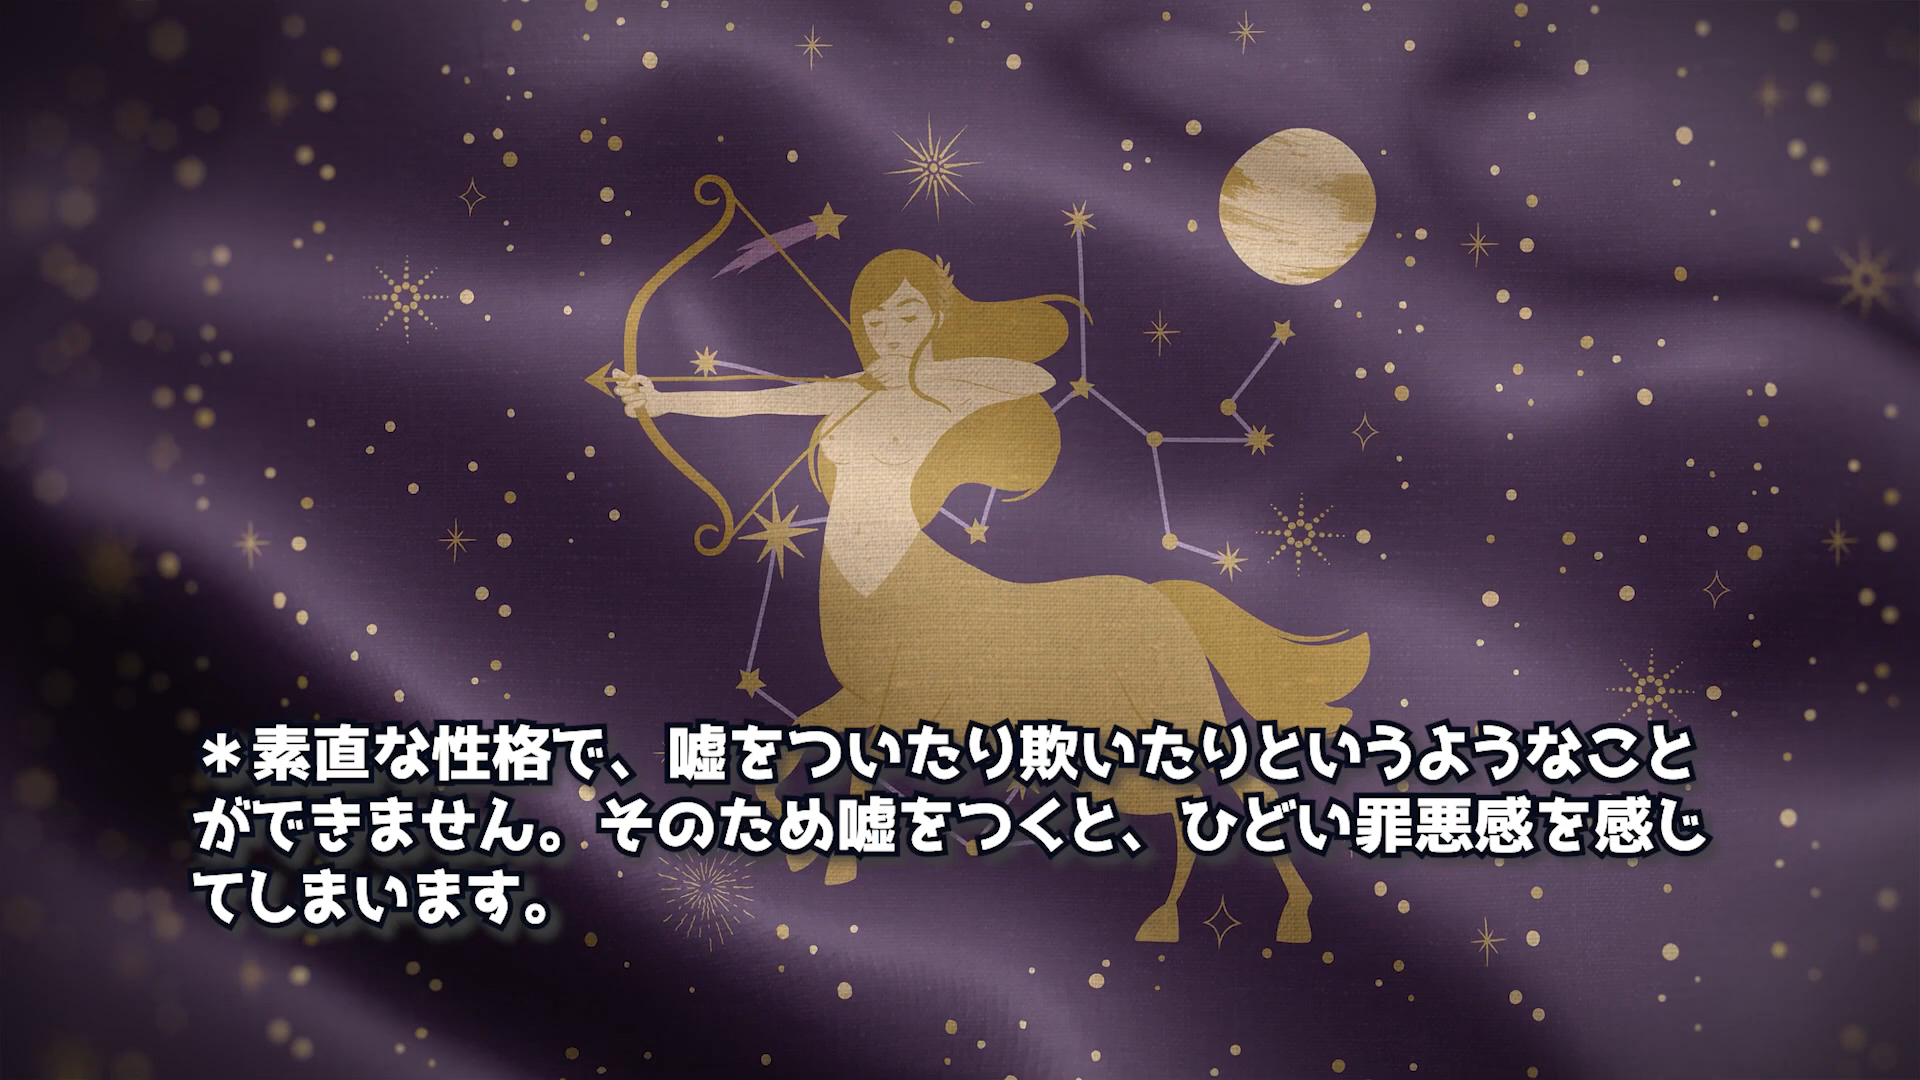 ＊素直な性格で、嘘をついたり欺いたりというようなこと
ができません。そのため嘘をつくと、ひどい罪悪感を感じ
てしまいます。